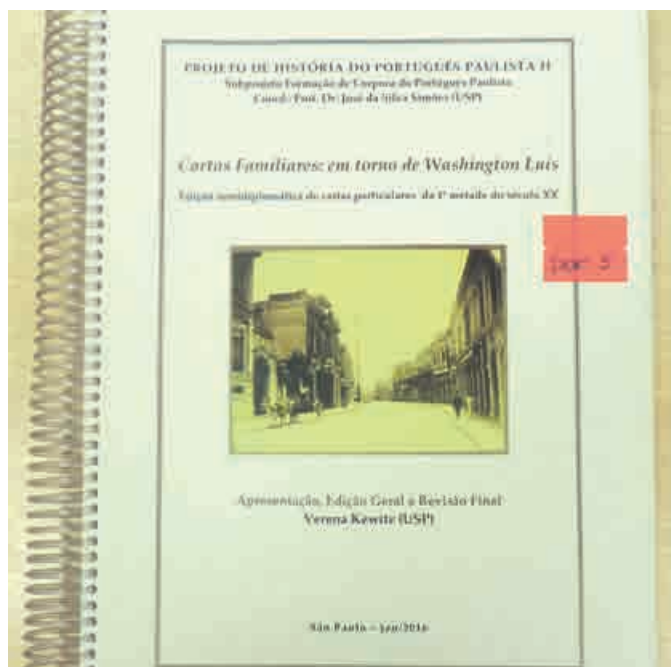 PROJETO DE HISTÓRIA DO PORTUGUÊS PAULISTA II
Subprojeto Formação de Corpora do Português Paulista
Coord.: Prof. Dr. José da Silva Simões (USP)
Cartas Familiares: em torno de Washington Luís
Edição semidiplomática de cartas particulares da 1ª metade do século XX
Apresentação, Edição Geral e Revisão Final
Verena Kewitz (USP)
São Paulo – jan/2016